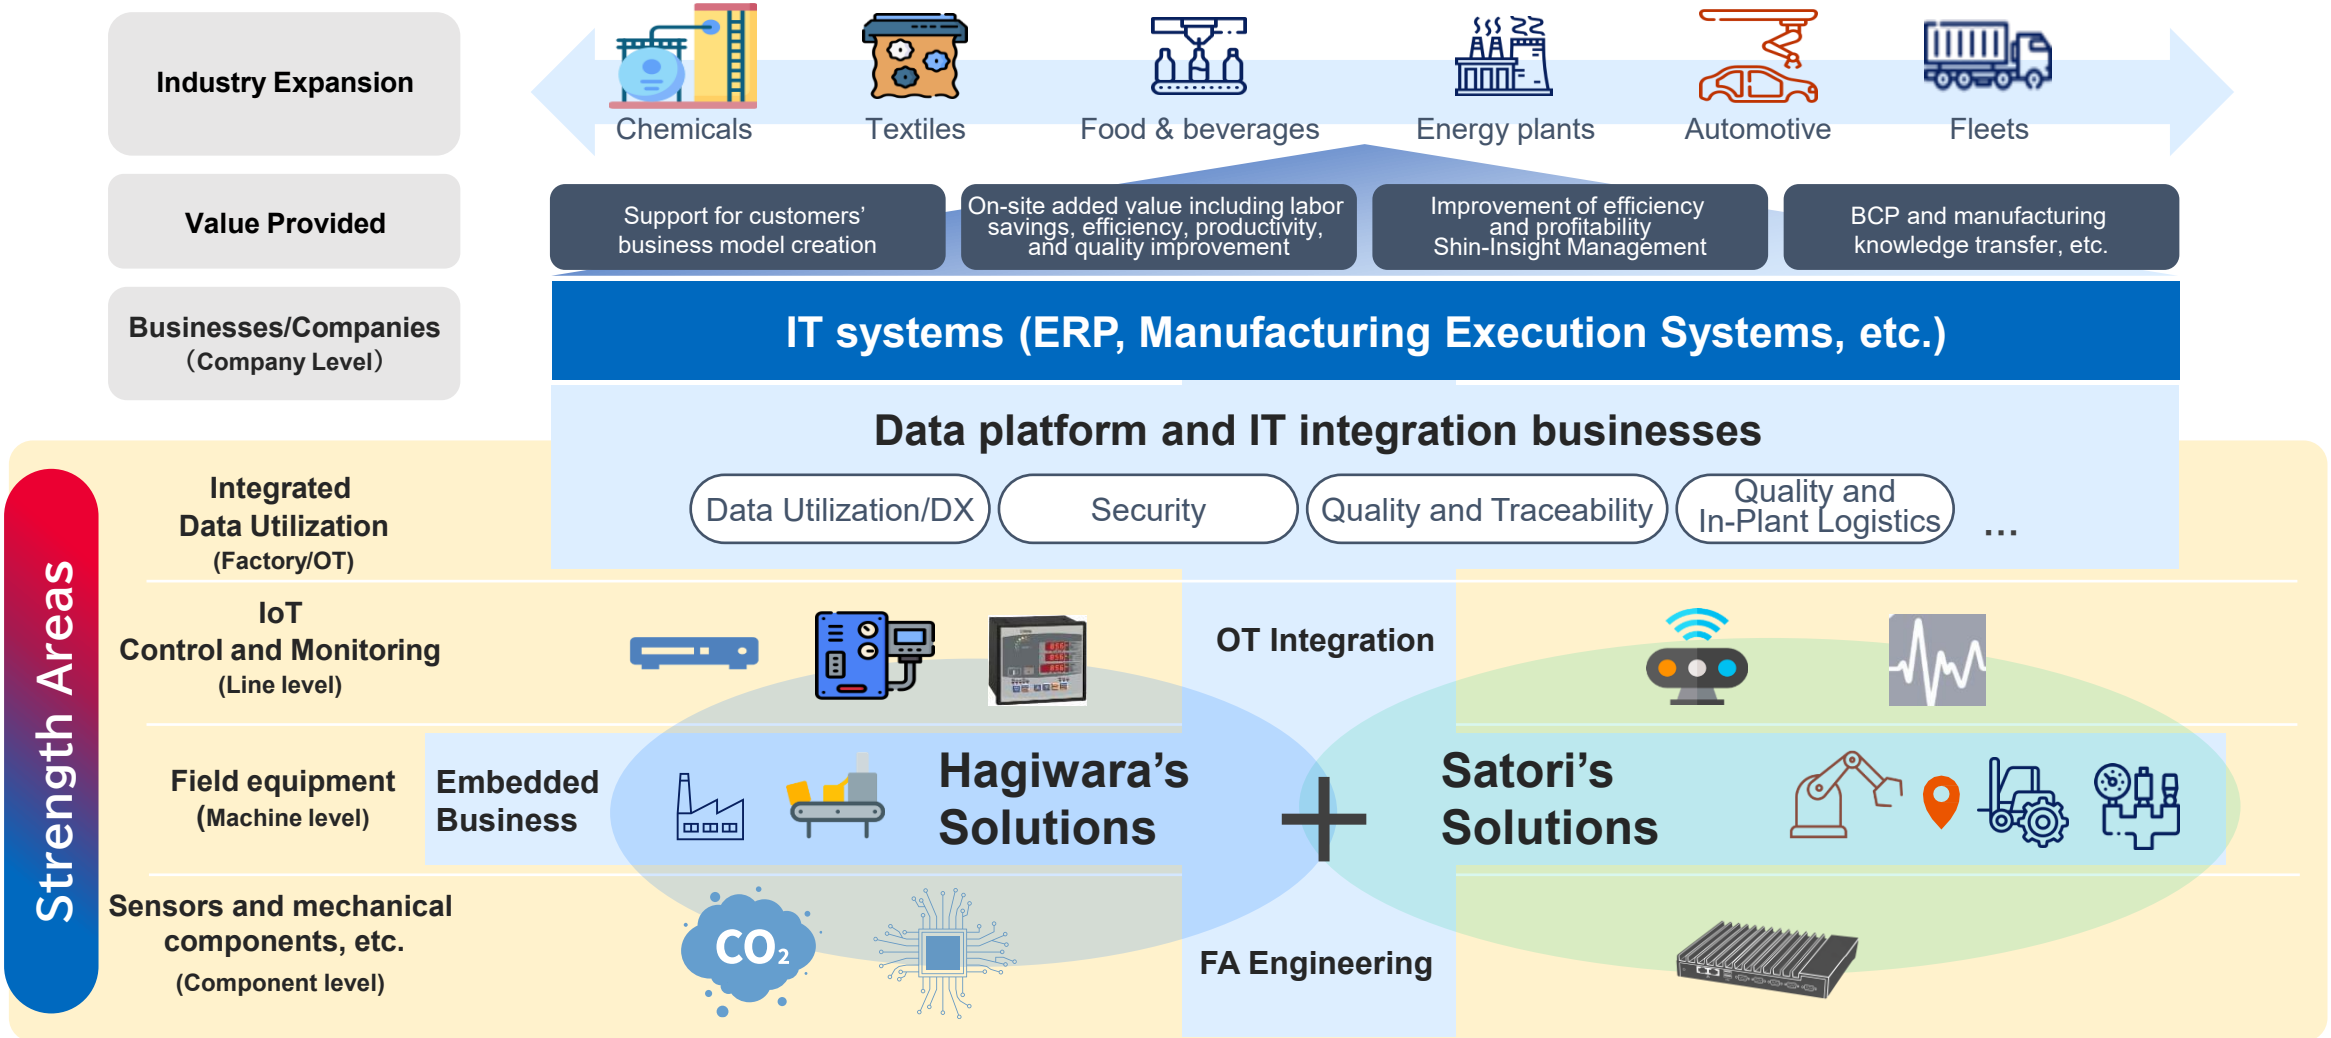 Industry Expansion
Chemicals
Textiles
Food & beverages
Energy plants
Automotive
Fleets
Value Provided
Support for customers’
business model creation
On-site added value including labor
savings, efficiency, productivity,
and quality improvement
Improvement of efficiency
and profitability
Shin-Insight Management
BCP and manufacturing
knowledge transfer, etc.
Businesses/Companies
（Company Level）
IT systems (ERP, Manufacturing Execution Systems, etc.)
Data platform and IT integration businesses
Data Utilization/DX
Security
Quality and Traceability
Quality and
In-Plant Logistics
…
Strength Areas
Integrated
Data Utilization
(Factory/OT)
IoT
Control and Monitoring
(Line level)
OT Integration
Field equipment
(Machine level)
Embedded
Business
Hagiwara’s
Solutions
+
Satori’s
Solutions
Sensors and mechanical
components, etc.
(Component level)
CO2
FA Engineering